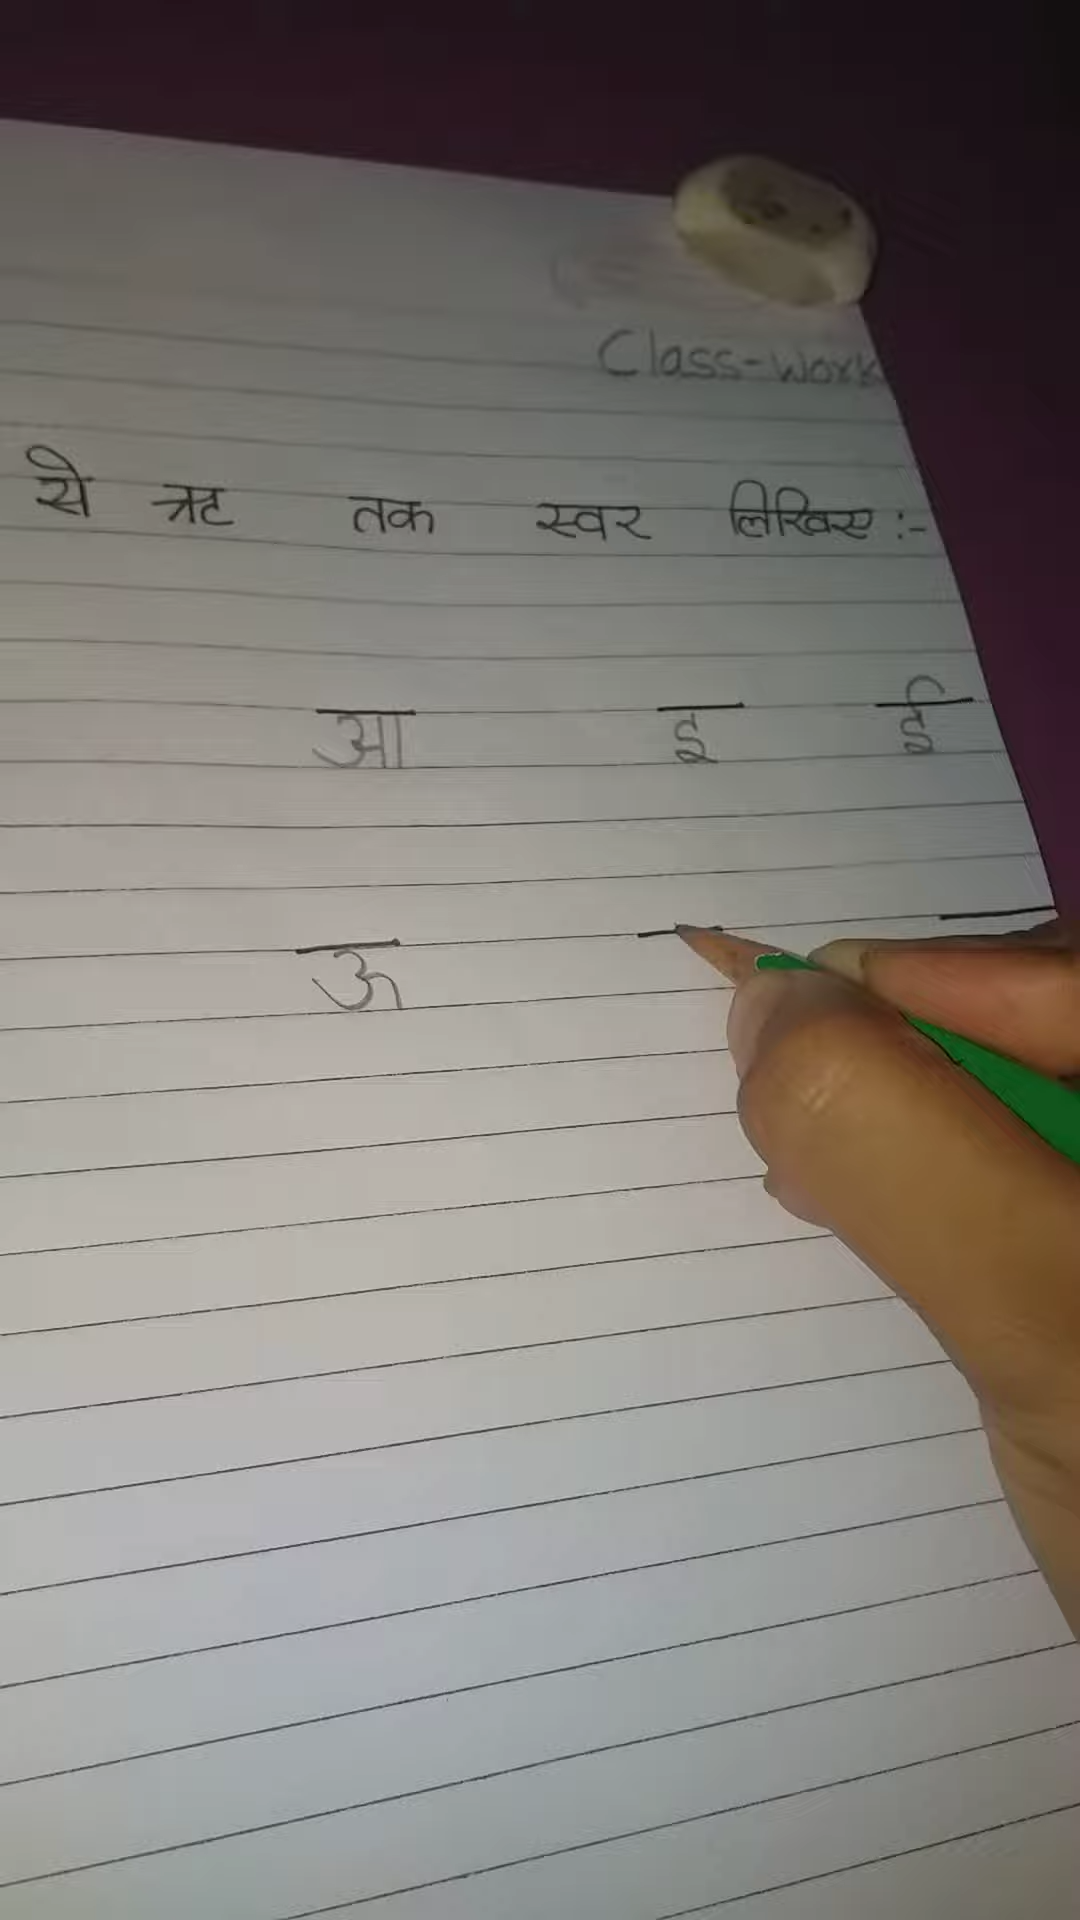 Class-work
से ऋ तक स्वर लिखिए :-
आ इ ई
ऊ